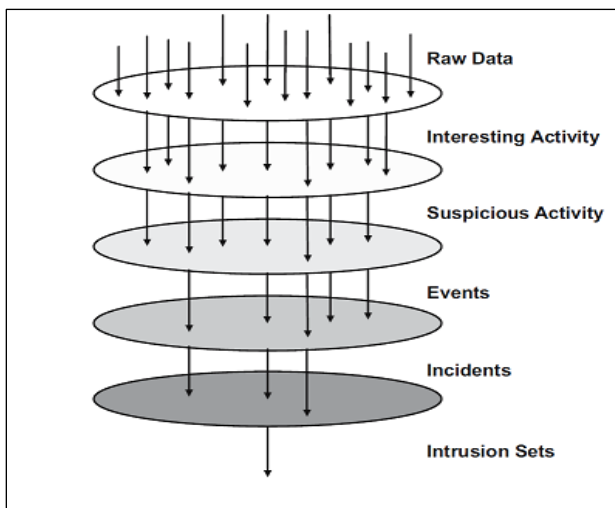 Raw Data
Interesting Activity
Suspicious Activity
Events
Incidents
Intrusion Sets